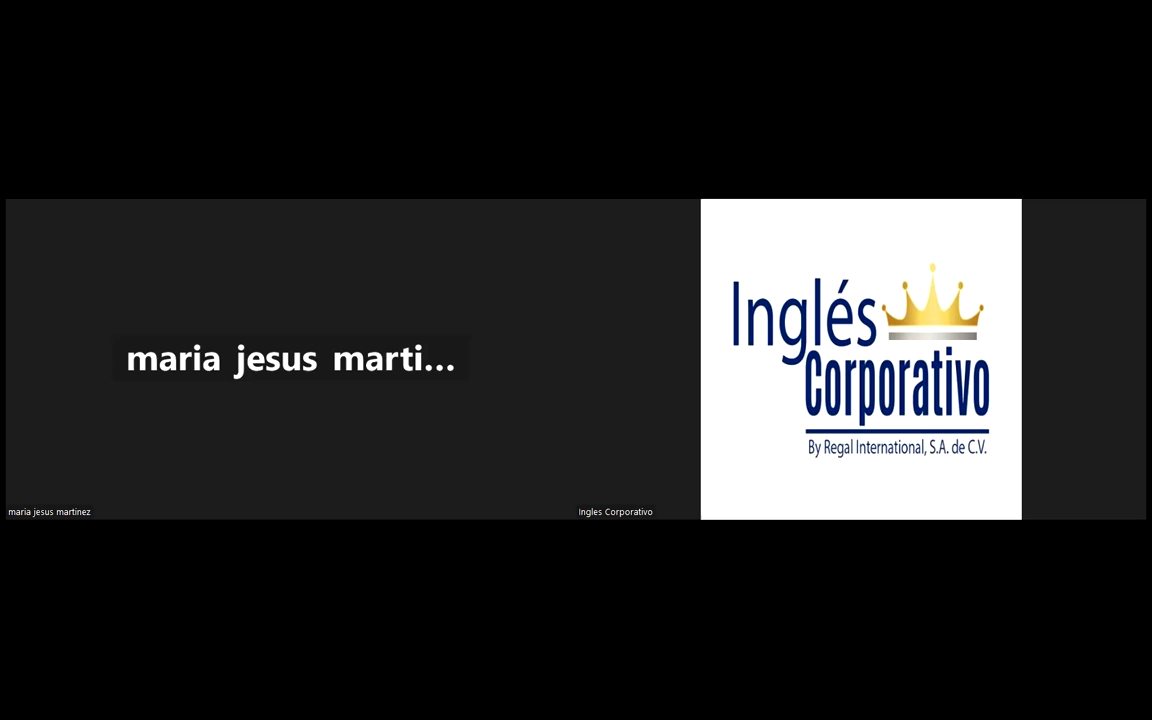 maria jesus marti...
maria jesus martinez
Inglés
Corporativo
By Regal International, S.A. de C.V.
Ingles Corporativo